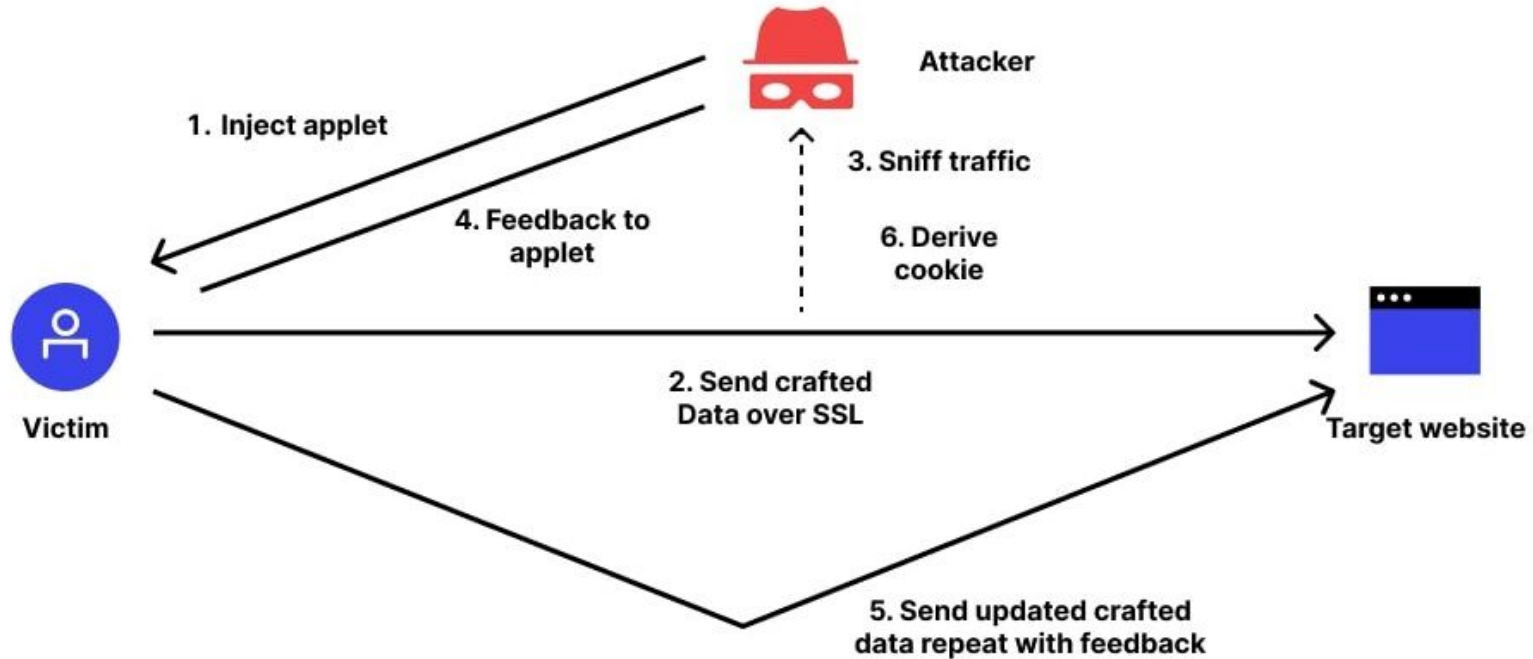 Attacker
1. Inject applet
3. Sniff traffic
4. Feedback to
applet
6. Derive
cookie
2. Send crafted
Data over SSL
Victim
Target website
5. Send updated crafted
data repeat with feedback